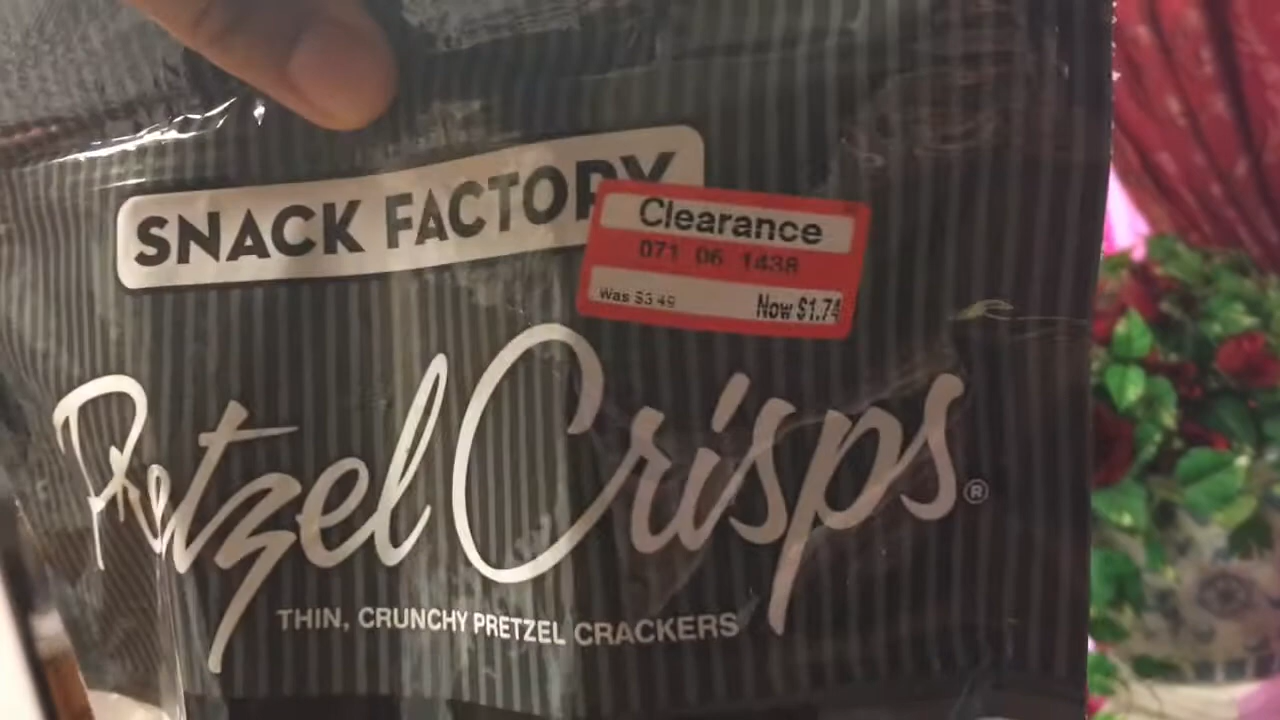 SNACK FACTORY
Clearance
071 06 1438
Was $3.49 Now $1.74
Pretzel Crisps®
THIN, CRUNCHY PRETZEL CRACKERS